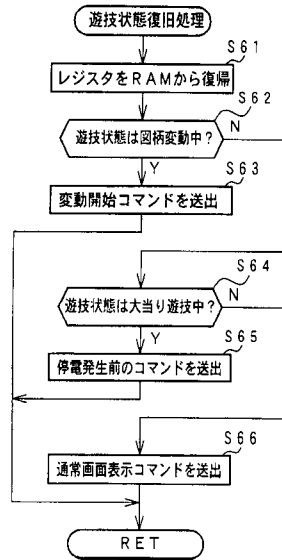 遊技状態復旧処理
S61
レジスタをRAMから復帰
S62
遊技状態は図柄変動中?
N
Y
S63
変動開始コマンドを送出
S64
遊技状態は大当り遊技中?
N
Y
S65
停電発生前のコマンドを送出
S66
通常画面表示コマンドを送出
RET